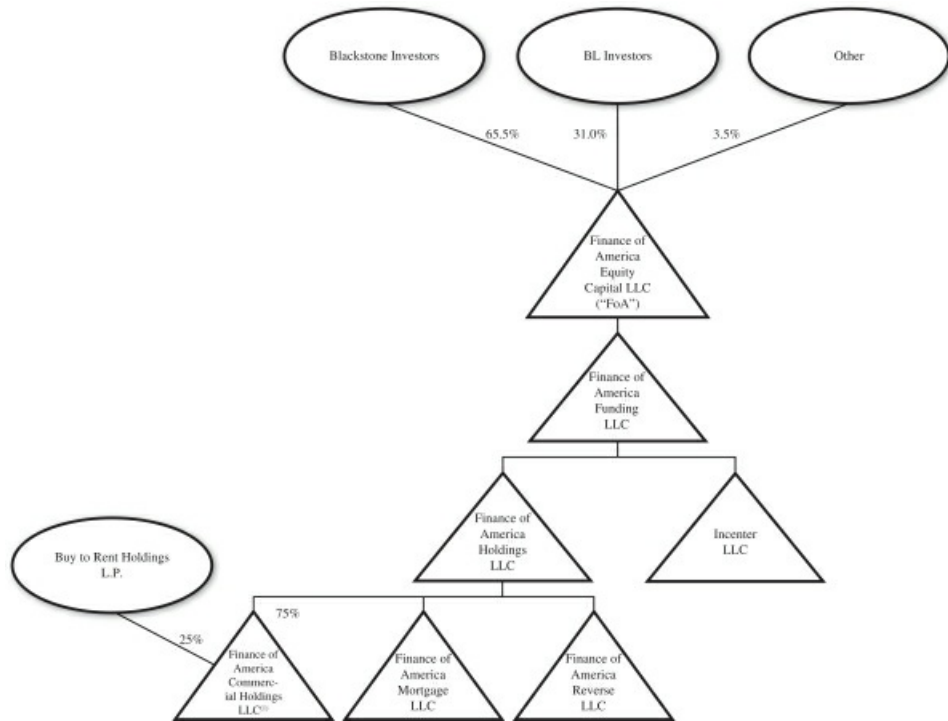 Blackstone Investors
BL Investors
Other
65.5%
31.0%
3.5%
Finance of
America
Equity
Capital LLC
(“FoA”)
Finance of
America
Funding
LLC
Finance of
America
Holdings
LLC
Incenter
LLC
Buy to Rent Holdings
L.P.
25%
75%
Finance of
America
Commerc-
ial Holdings
LLC⁽¹⁾
Finance of
America
Mortgage
LLC
Finance of
America
Reverse
LLC